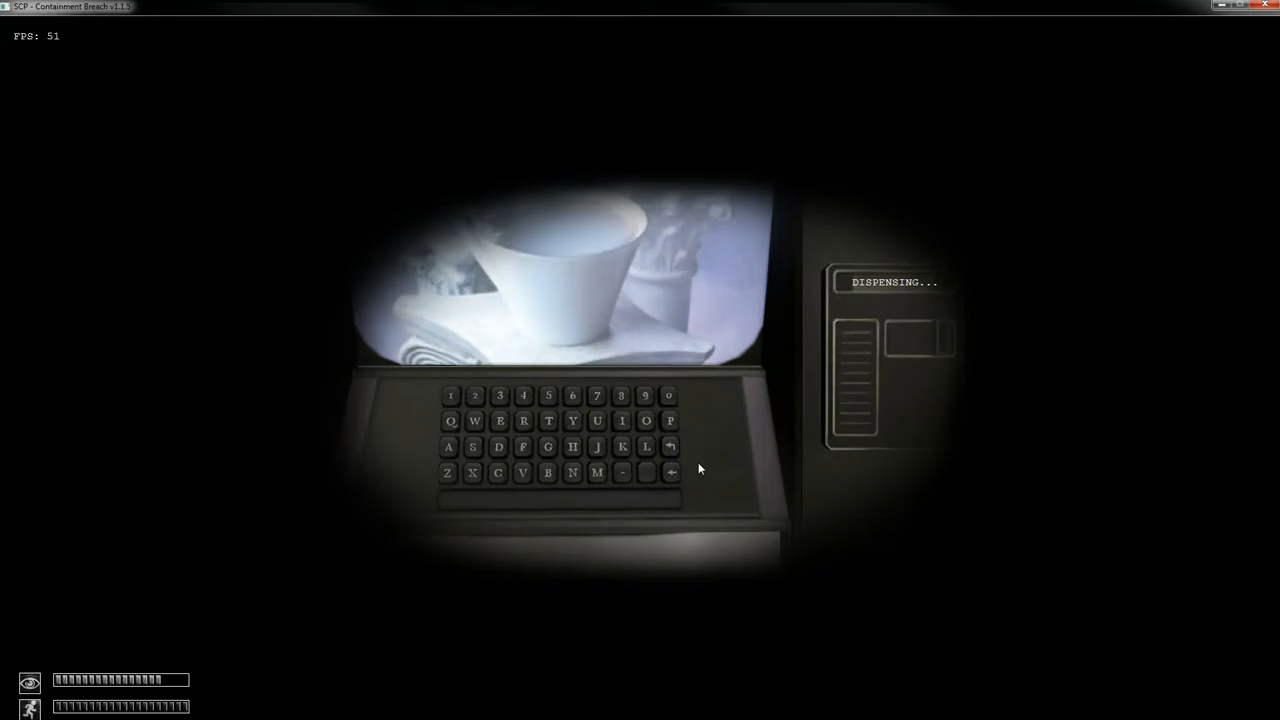 SCP - Containment Breach v1.1.5
FPS: 51
DISPENSING...
1 2 3 4 5 6 7 8 9 0
Q W E R T Y U I O P
A S D F G H J K L
Z X C V B N M -